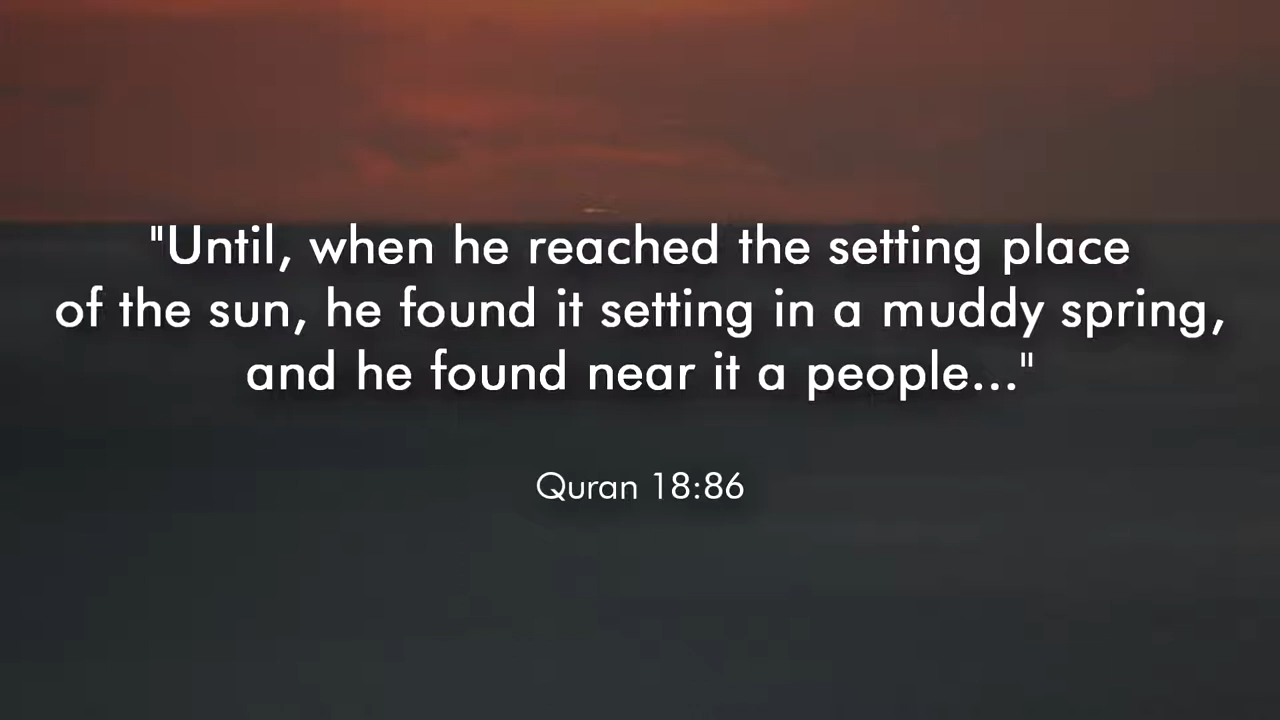 "Until, when he reached the setting place
of the sun, he found it setting in a muddy spring,
and he found near it a people..."
Quran 18:86